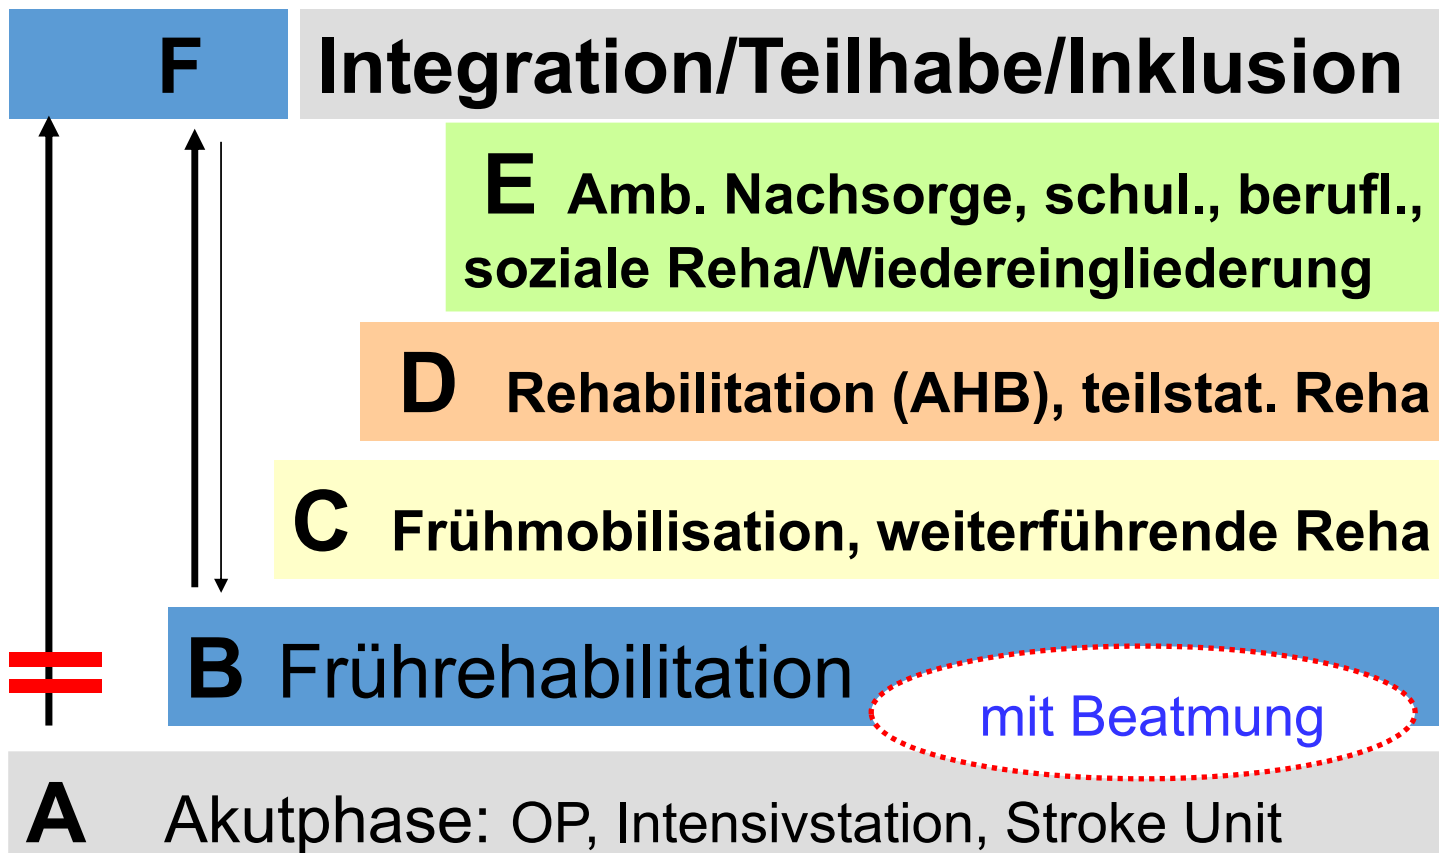 F Integration/Teilhabe/Inklusion
E Amb. Nachsorge, schul., berufl.,
soziale Reha/Wiedereingliederung
D Rehabilitation (AHB), teilstat. Reha
C Frühmobilisation, weiterführende Reha
B Frührehabilitation
mit Beatmung
A Akutphase: OP, Intensivstation, Stroke Unit